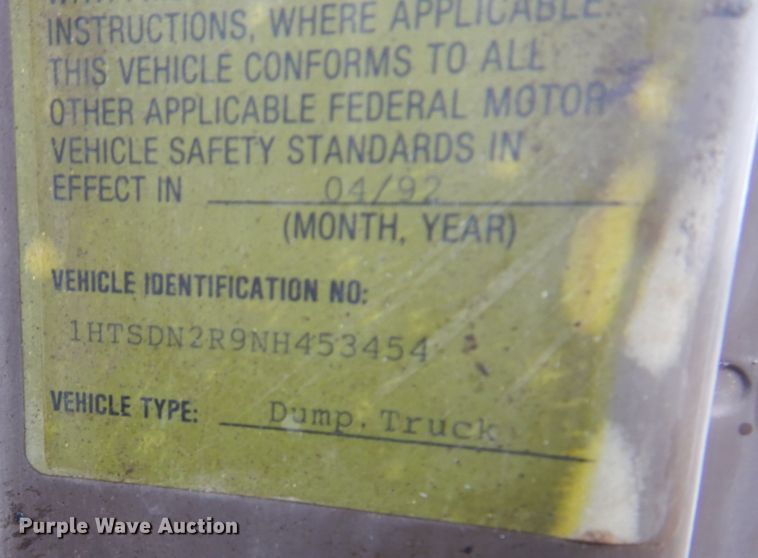 INSTRUCTIONS, WHERE APPLICABLE
THIS VEHICLE CONFORMS TO ALL
OTHER APPLICABLE FEDERAL MOTOR
VEHICLE SAFETY STANDARDS IN
EFFECT IN 04/92
(MONTH, YEAR)
VEHICLE IDENTIFICATION NO:
1HTSDN2R9NH453454
VEHICLE TYPE: Dump. Truck
Purple Wave Auction